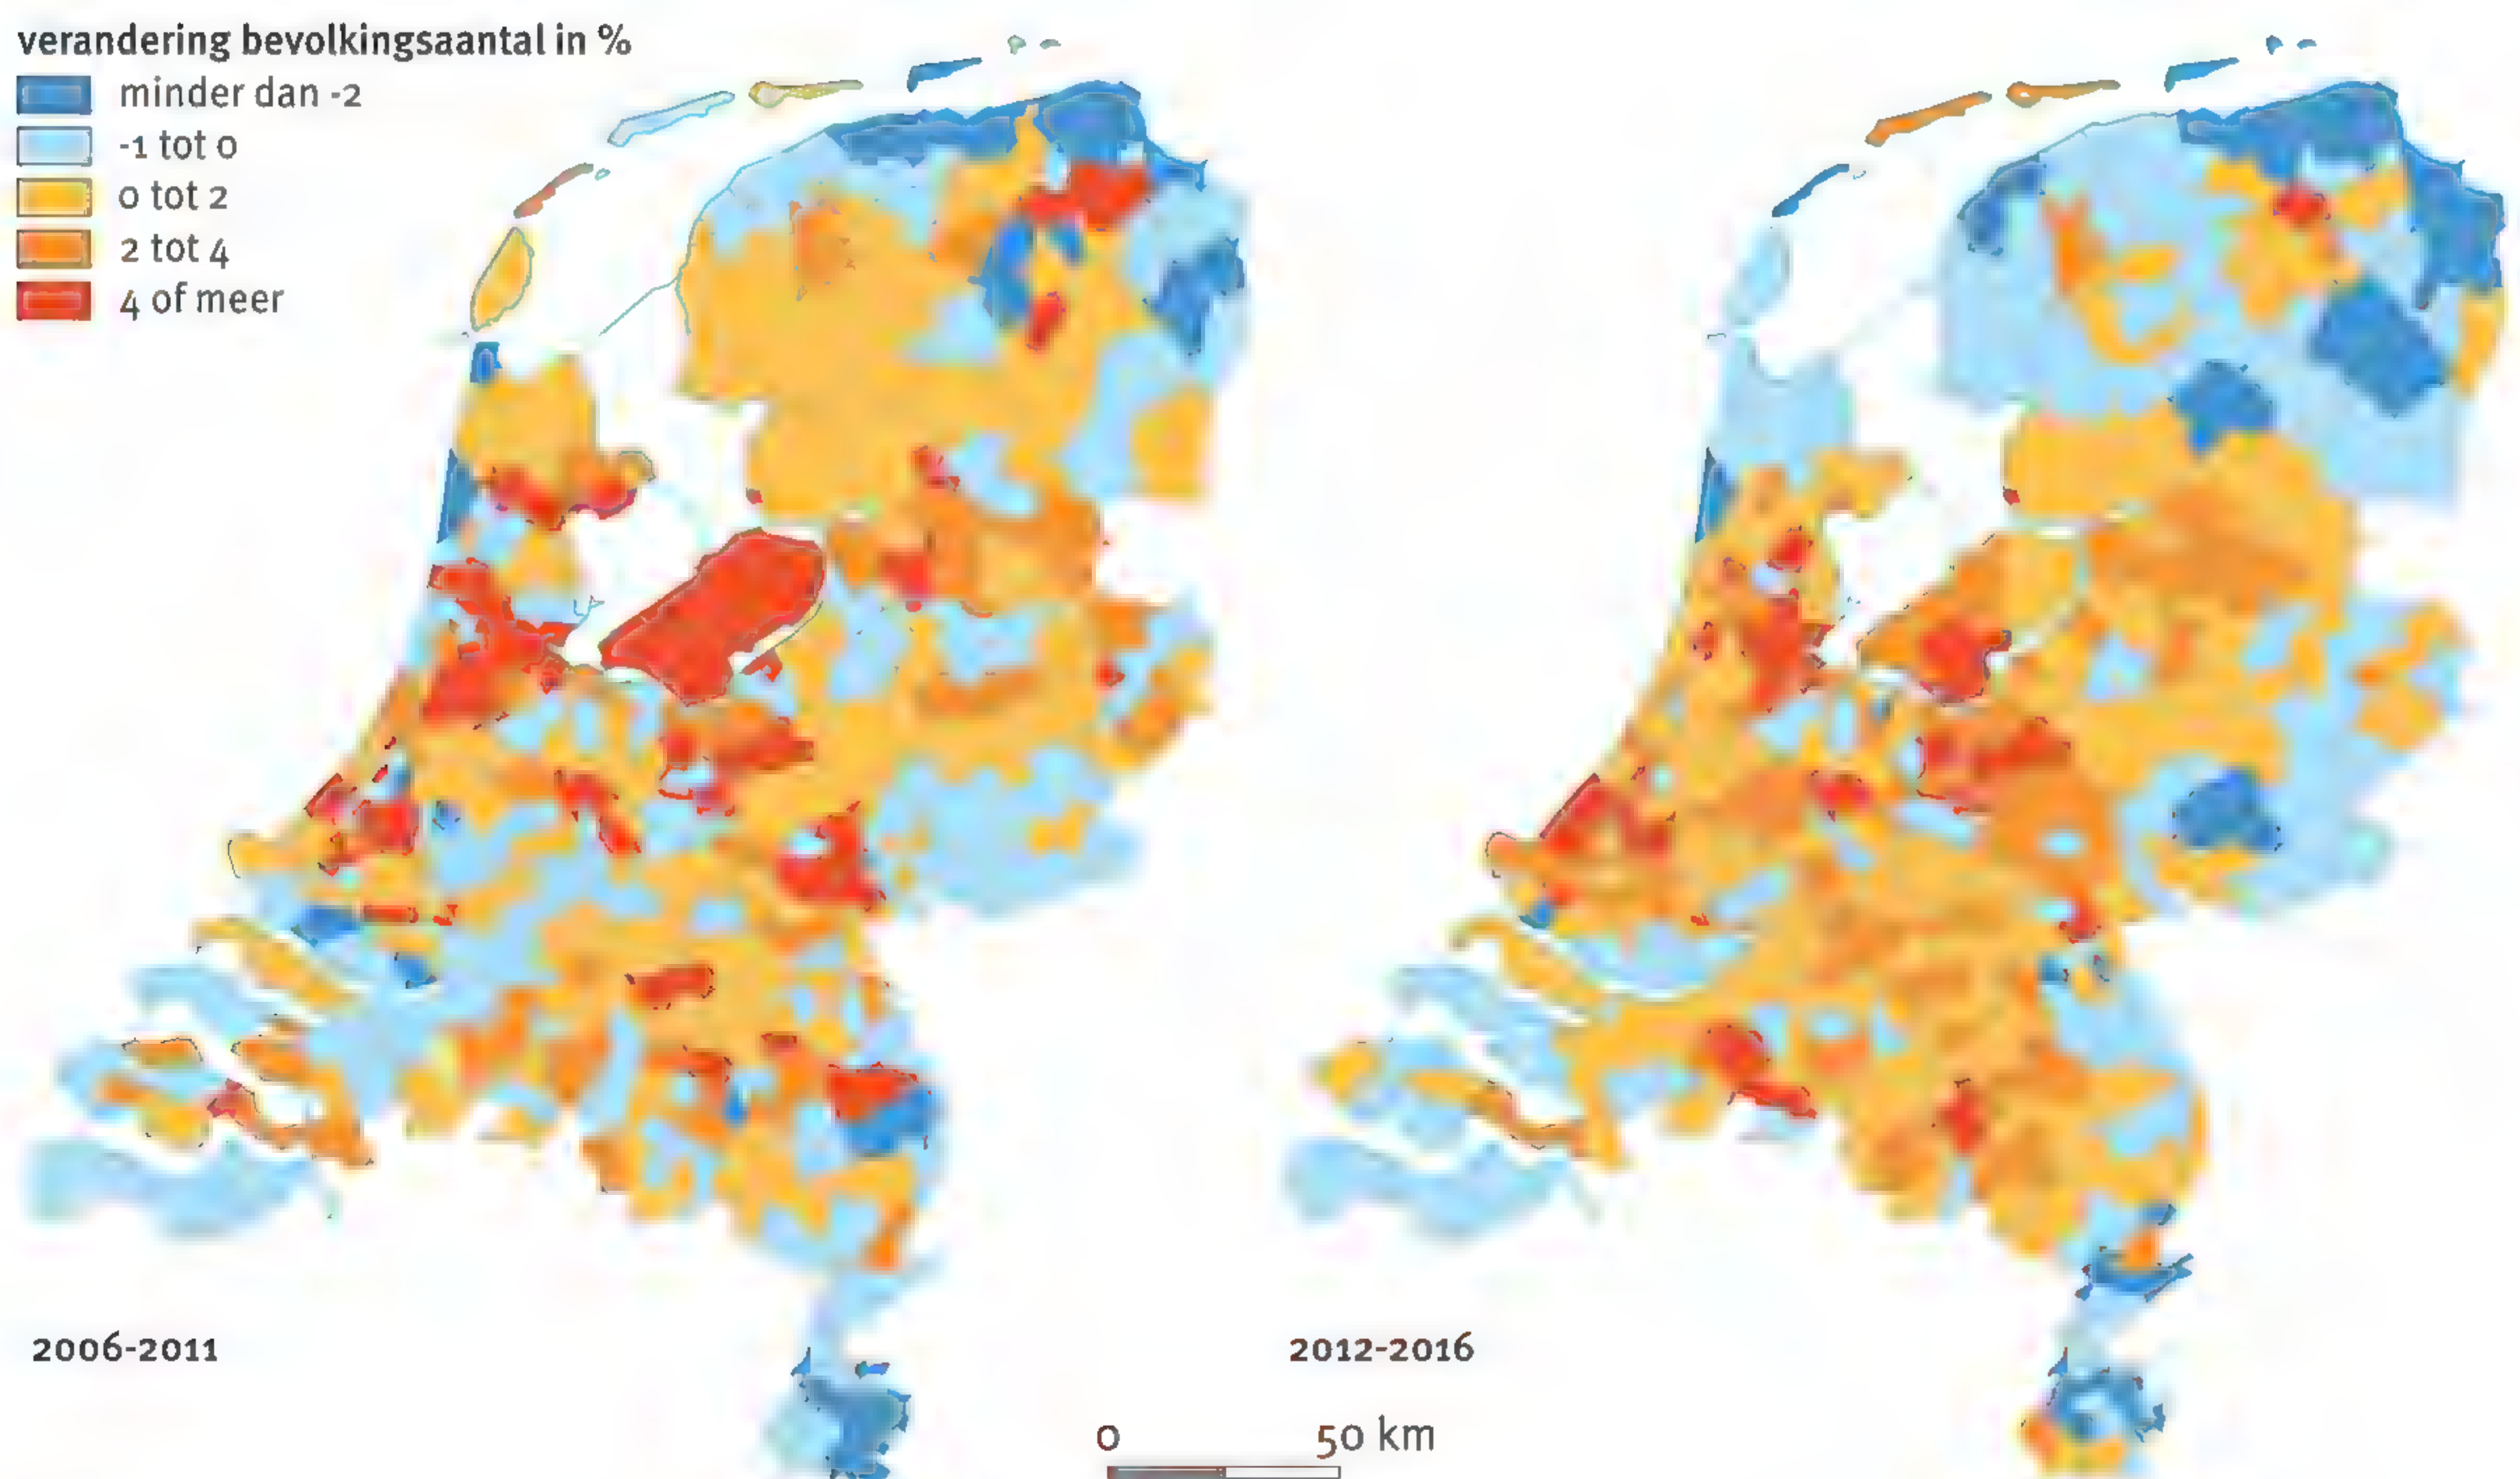 verandering bevolkingsaantal in %
minder dan -2
-1 tot 0
0 tot 2
2 tot 4
4 of meer
2006-2011
2012-2016
0 50 km